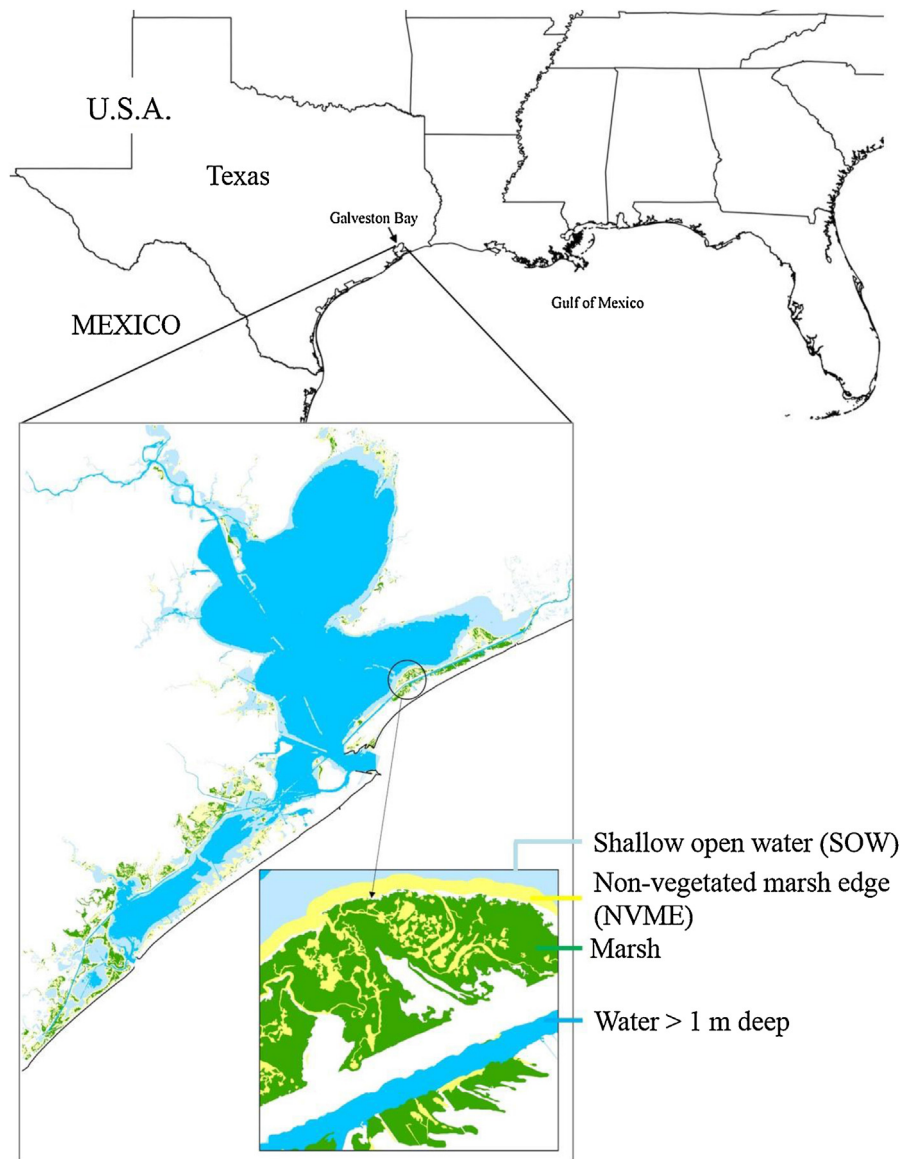 U.S.A.
Texas
Galveston Bay
Gulf of Mexico
MEXICO
Shallow open water (SOW)
Non-vegetated marsh edge
(NVME)
Marsh
Water > 1 m deep